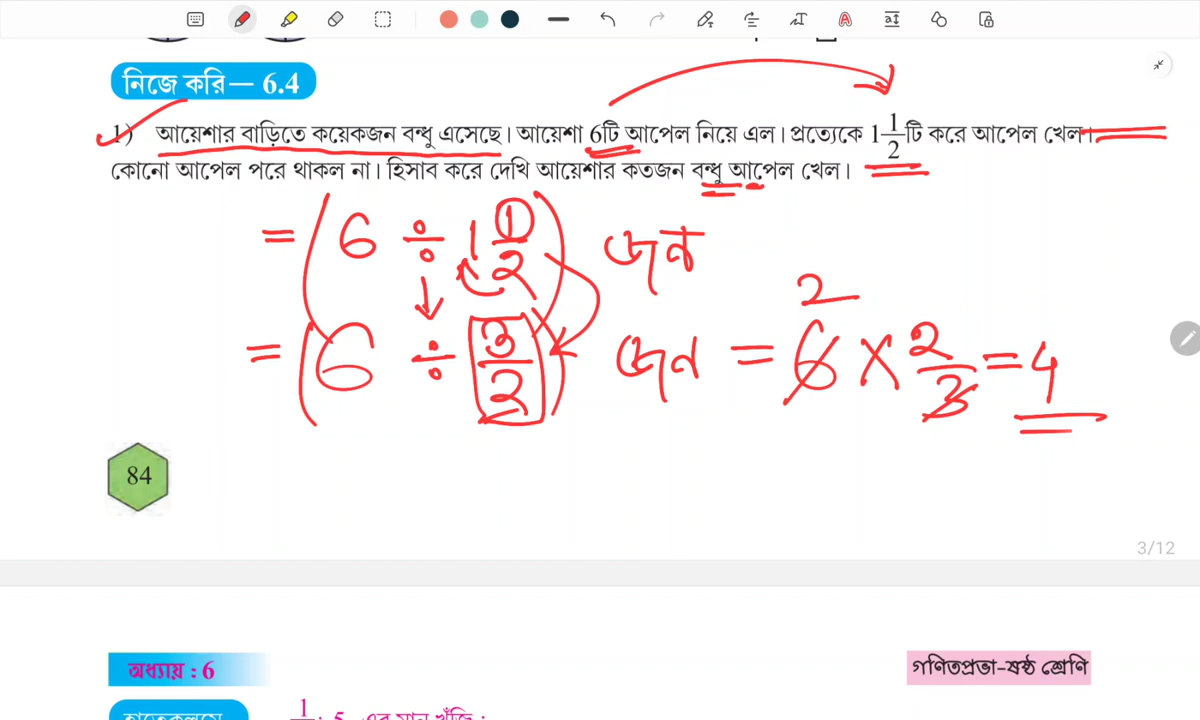 নিজে করি— 6.4
1) আয়েশার বাড়িতে কয়েকজন বন্ধু এসেছে। আয়েশা 6টি আপেল নিয়ে এল। প্রত্যেকে 1 1/2 টি করে আপেল খেল।
কোনো আপেল পরে থাকল না। হিসাব করে দেখি আয়েশার কতজন বন্ধু আপেল খেল।
= (6 ÷ 1 1/2) জন
= (6 ÷ 3/2) জন = 6 × 2/3 = 4
2
84
3/12
অধ্যায় : 6
গণিতপ্রভা-ষষ্ঠ শ্রেণি